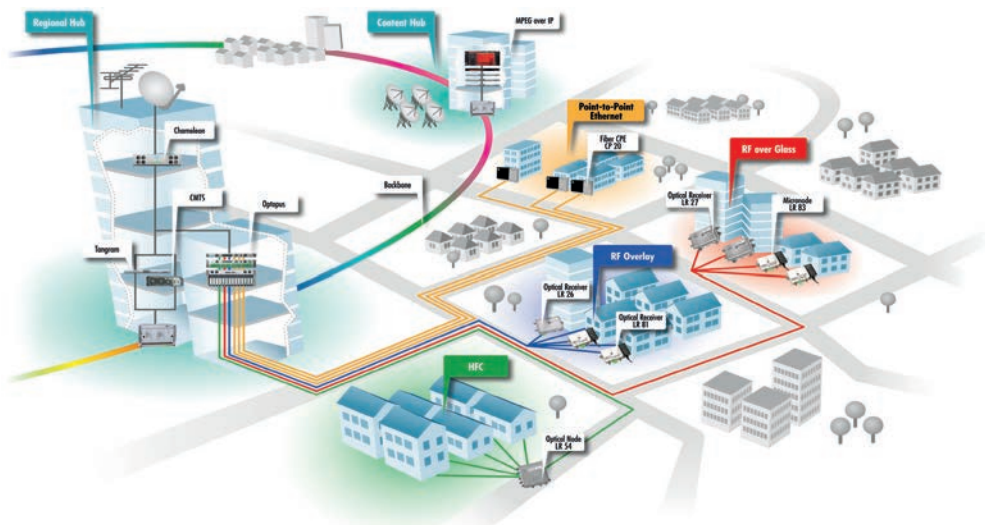 Regional Hub
Content Hub
MPEG over IP
Chameleon
CMTS
Optopus
Tangram
Backbone
Point-to-Point
Ethernet
Fiber CPE
CP 20
RF over Glass
Optical Receiver
LR 27
Micronode
LR 83
RF Overlay
Optical Receiver
LR 26
Optical Receiver
LR 81
HFC
Optical Node
LR 54